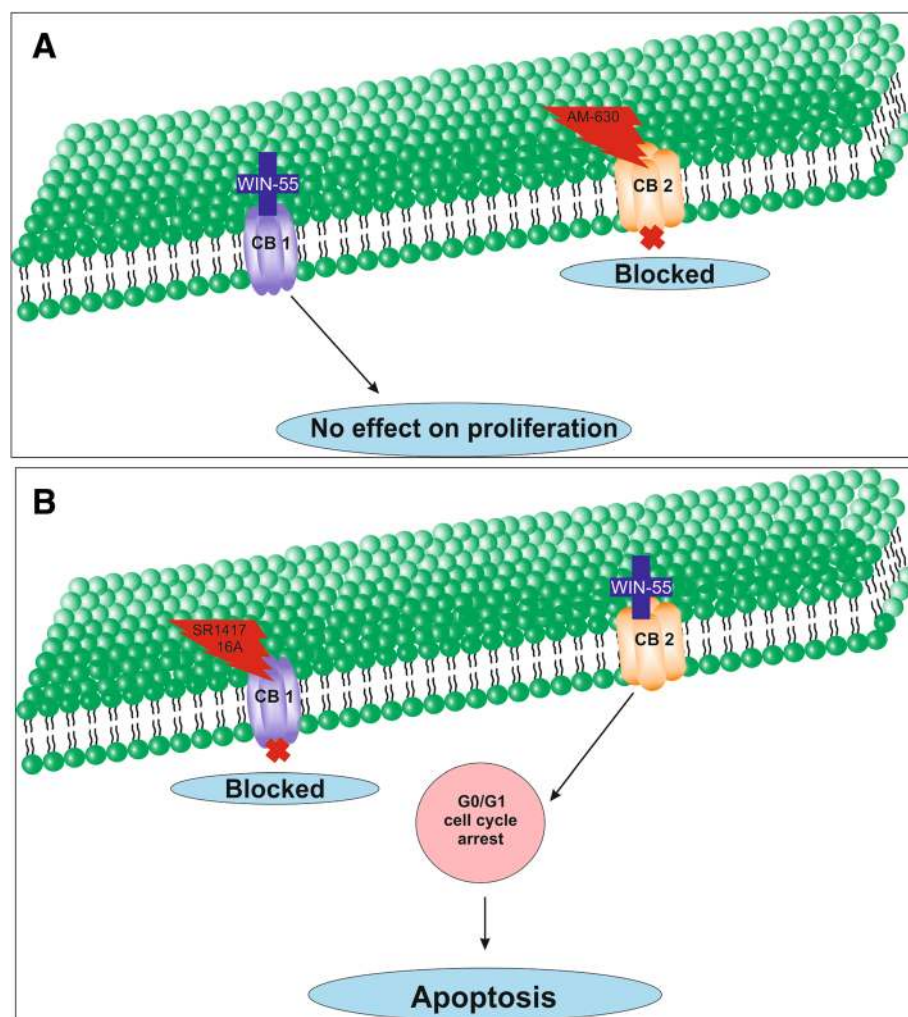 A
AM-630
WIN-55
CB 2
CB 1
Blocked
No effect on proliferation
B
WIN-55
SR1417
16A
CB 2
CB 1
Blocked
G0/G1
cell cycle
arrest
Apoptosis